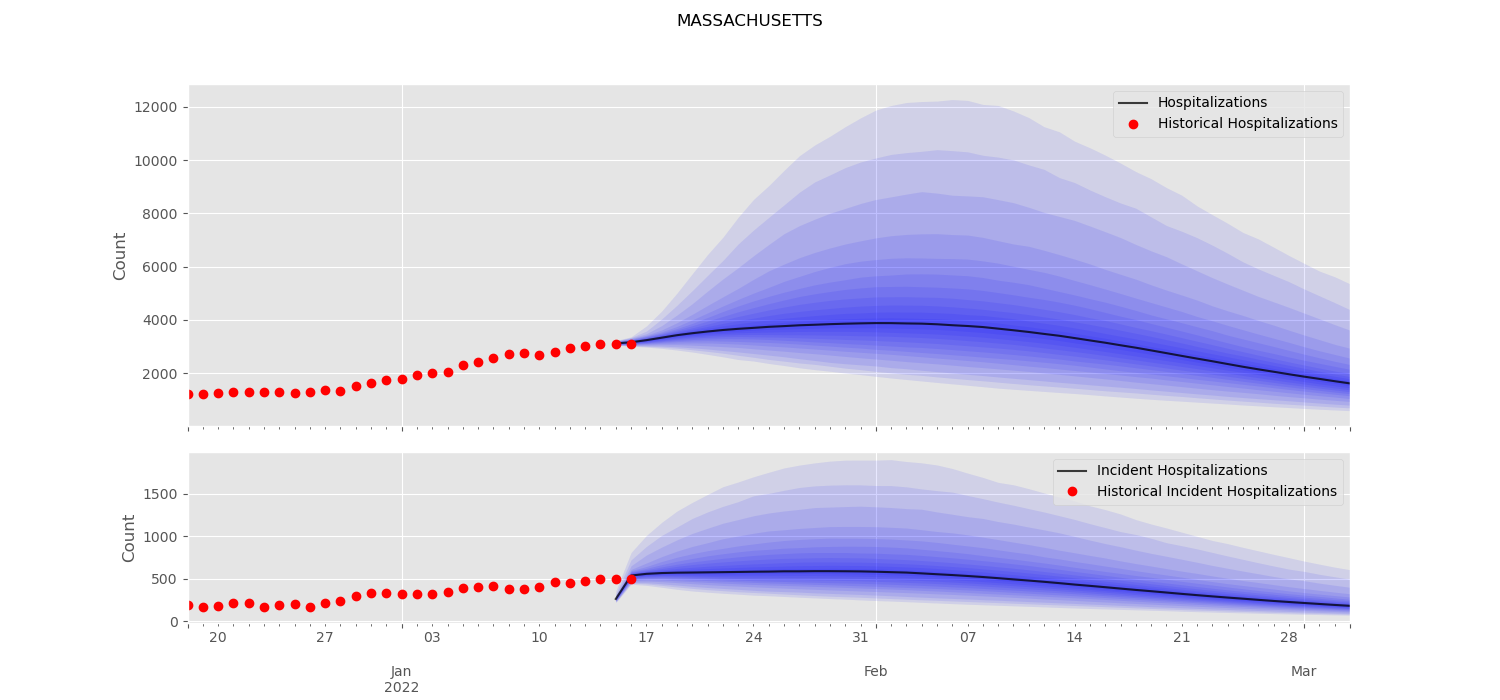 MASSACHUSETTS
Hospitalizations
Historical Hospitalizations
12000
10000
8000
6000
4000
2000
Count
Incident Hospitalizations
Historical Incident Hospitalizations
1500
1000
500
0
Count
20 27 03 10 17 24 31 07 14 21 28
Jan Feb Mar
2022